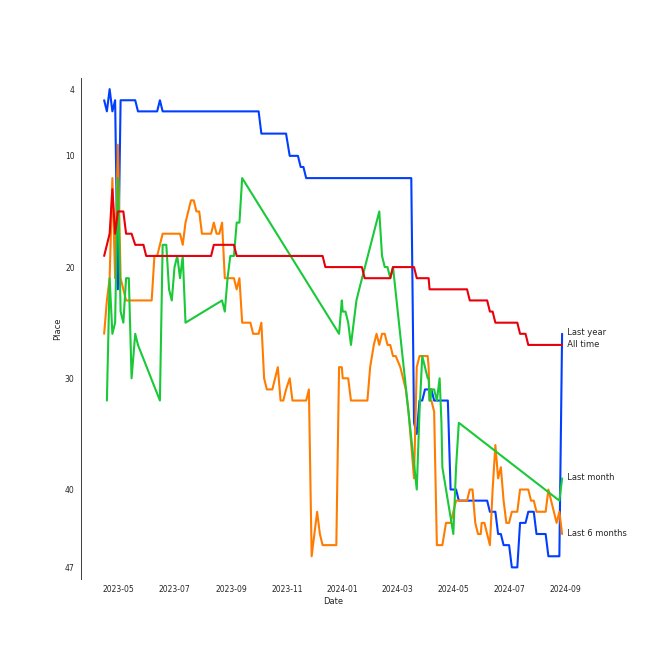 4
10
20
30
40
47
Place
2023-05
2023-07
2023-09
2023-11
2024-01
2024-03
2024-05
2024-07
2024-09
Date
Last year
All time
Last month
Last 6 months